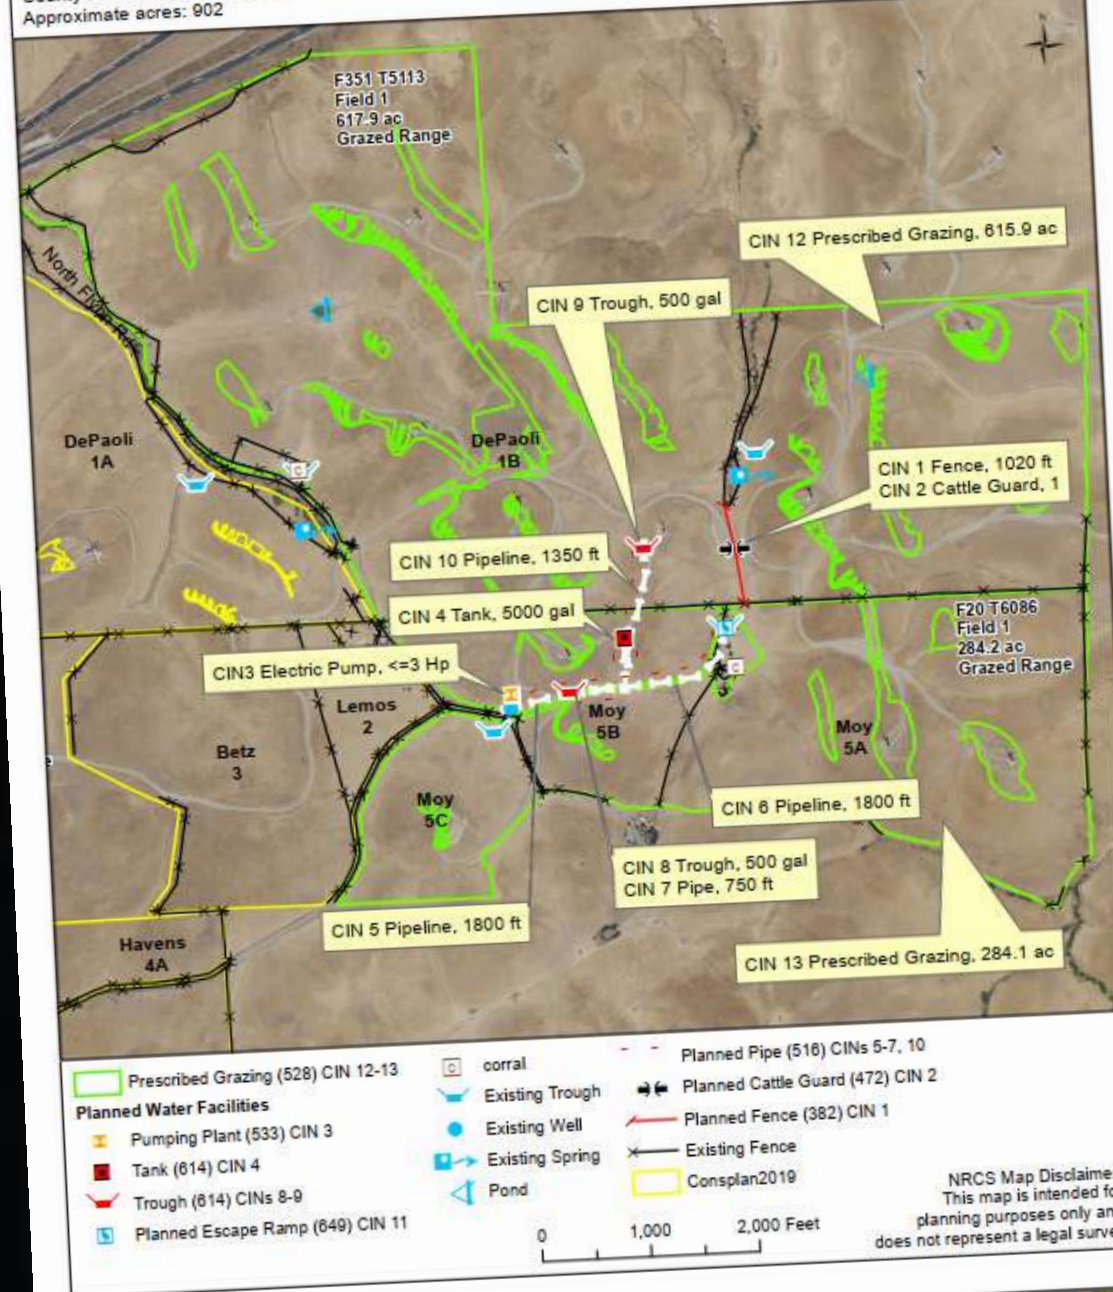 Approximate acres: 902
N
F351 T5113
Field 1
617.9 ac
Grazed Range
CIN 12 Prescribed Grazing, 615.9 ac
North Flynn
CIN 9 Trough, 500 gal
DePaoli
1A
DePaoli
1B
C
CIN 1 Fence, 1020 ft
CIN 2 Cattle Guard, 1
CIN 10 Pipeline, 1350 ft
CIN 4 Tank, 5000 gal
F20 T6086
Field 1
284.2 ac
Grazed Range
CIN3 Electric Pump, <=3 Hp
C
Lemos
2
Moy
5B
Moy
5A
Betz
3
Moy
5C
CIN 6 Pipeline, 1800 ft
CIN 8 Trough, 500 gal
CIN 7 Pipe, 750 ft
CIN 5 Pipeline, 1800 ft
Havens
4A
CIN 13 Prescribed Grazing, 284.1 ac
Prescribed Grazing (528) CIN 12-13
Planned Water Facilities
Pumping Plant (533) CIN 3
Tank (614) CIN 4
Trough (614) CINs 8-9
Planned Escape Ramp (649) CIN 11
C corral
Existing Trough
Existing Well
Existing Spring
Pond
Planned Pipe (516) CINs 5-7, 10
Planned Cattle Guard (472) CIN 2
Planned Fence (382) CIN 1
Existing Fence
Consplan2019
0 1,000 2,000 Feet
NRCS Map Disclaime
This map is intended fo
planning purposes only an
does not represent a legal surve